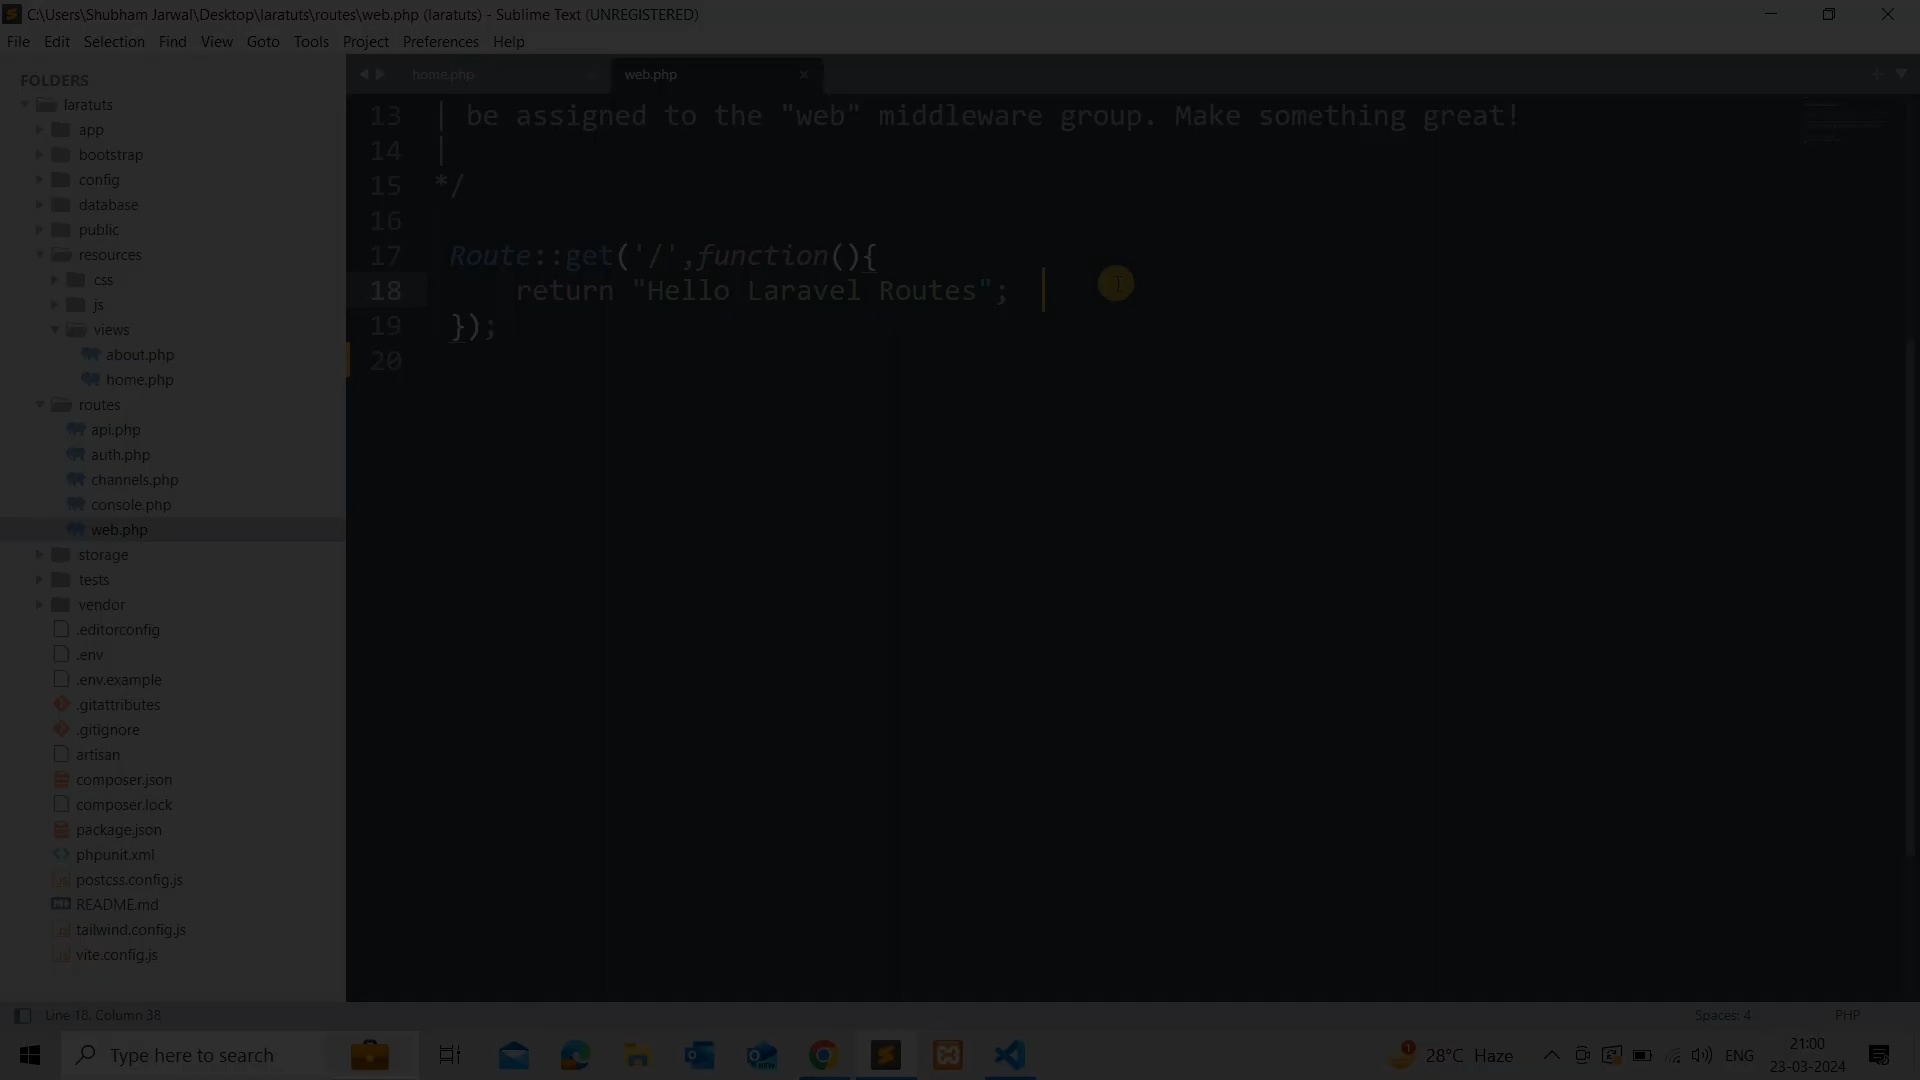 C:\Users\Shubham Jarwal\Desktop\laratuts\routes\web.php (laratuts) - Sublime Text (UNREGISTERED)
File Edit Selection Find View Goto Tools Project Preferences Help
FOLDERS
laratuts
app
bootstrap
config
database
public
resources
css
js
views
about.php
home.php
routes
api.php
auth.php
channels.php
console.php
web.php
storage
tests
vendor
.editorconfig
.env
.env.example
.gitattributes
.gitignore
artisan
composer.json
composer.lock
package.json
phpunit.xml
postcss.config.js
README.md
tailwind.config.js
vite.config.js
home.php web.php
13 | be assigned to the "web" middleware group. Make something great!
14 |
15 */
16
17 Route::get('/',function(){
18 return "Hello Laravel Routes";
19 });
20
Line 18, Column 38 Spaces: 4 PHP
Type here to search
1 28°C Haze ENG 21:00
23-03-2024